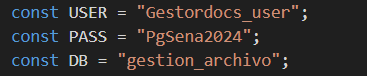 const USER = "Gestordocs_user";
const PASS = "PgSena2024";
const DB = "gestion_archivo";